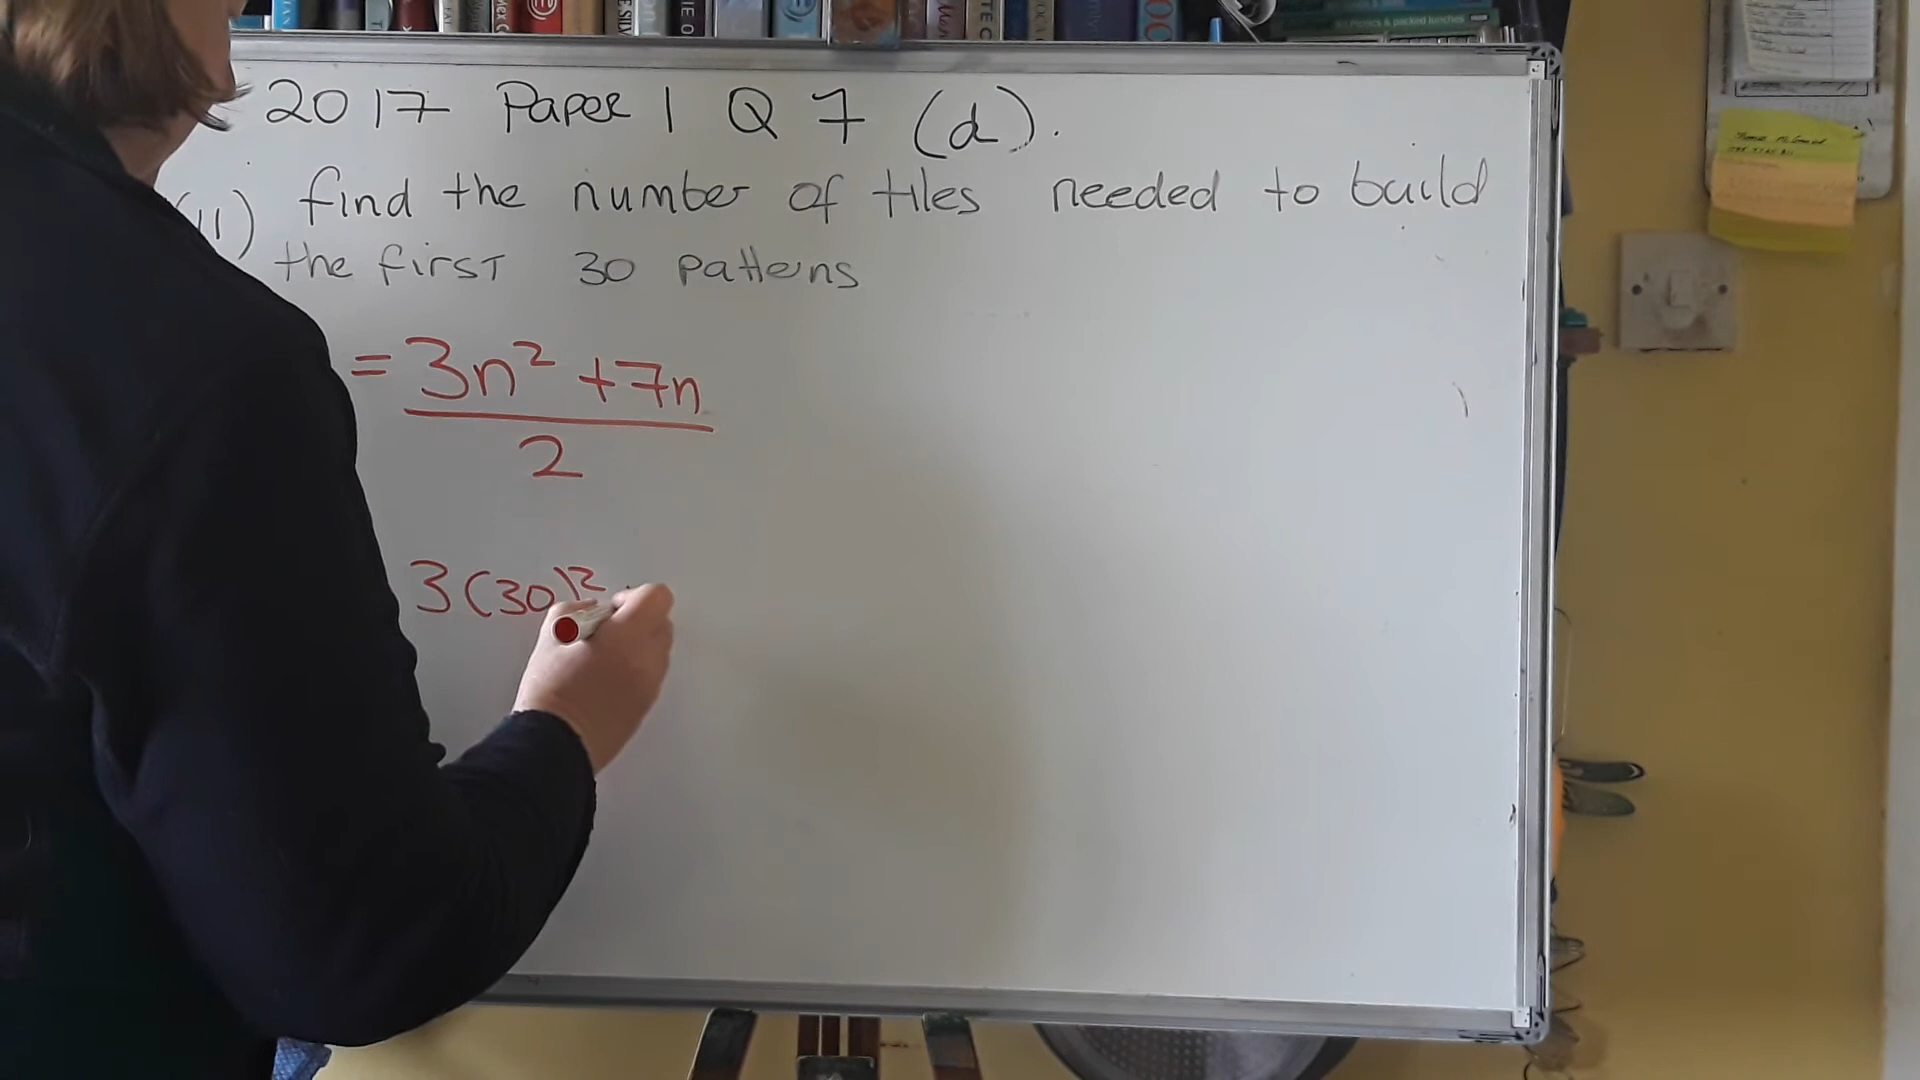 2017 Paper 1 Q 7 (d).
(ii) find the number of tiles needed to build
the first 30 patterns
= 3n² + 7n
2
3(30)²